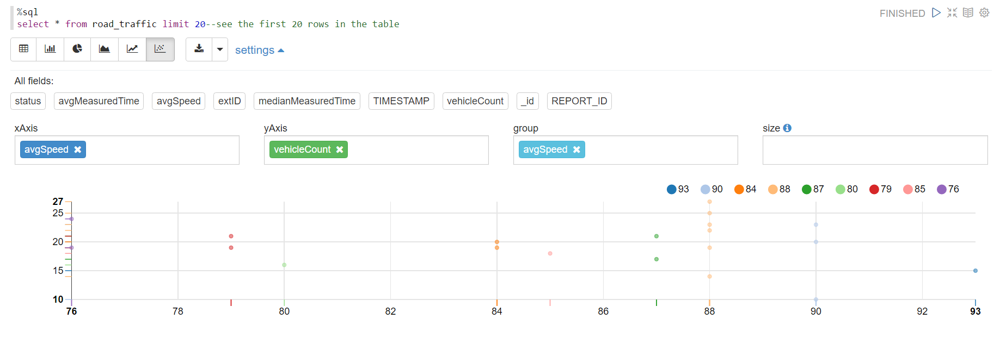 %sql
FINISHED
select * from road_traffic limit 20--see the first 20 rows in the table
settings
All fields:
status avgMeasuredTime avgSpeed extID medianMeasuredTime TIMESTAMP vehicleCount _id REPORT_ID
xAxis yAxis group size
avgSpeed vehicleCount avgSpeed
93 90 84 88 87 80 79 85 76
27
25
20
15
10
76 78 80 82 84 86 88 90 92 93